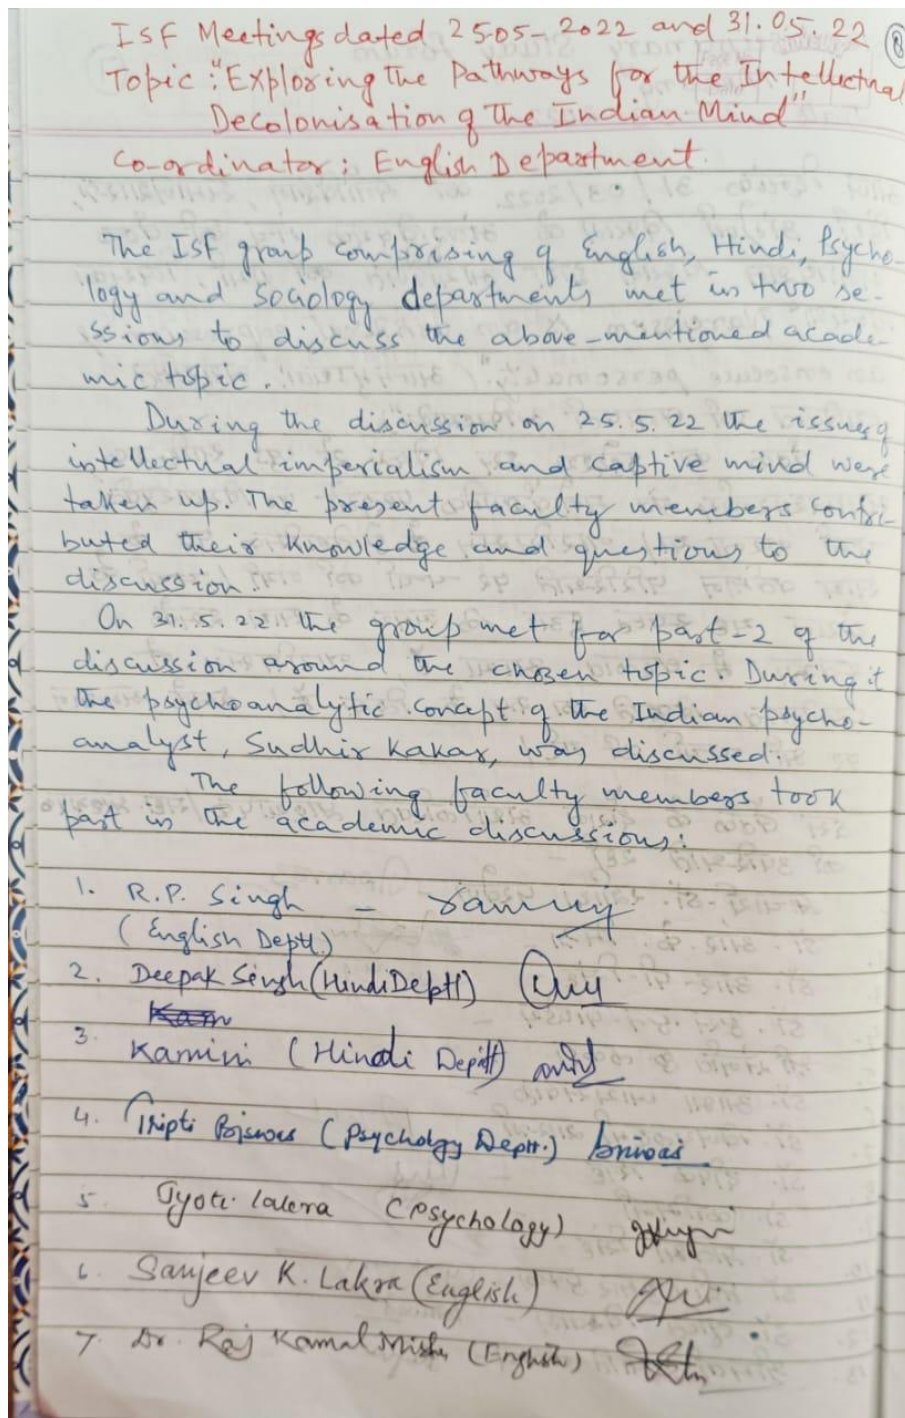 ISF Meetings dated 25-05-2022 and 31.05.22 8
Topic: "Exploring the Pathways for the Intellectual
Decolonisation of the Indian Mind"
Co-ordinator: English Department.
The ISF group comprising of English, Hindi, Psycho-
logy and Sociology departments met in two se-
ssions to discuss the above-mentioned acade-
mic topic.
During the discussion on 25.5.22 the issues of
intellectual imperialism and captive mind were
taken up. The present faculty members contri-
buted their knowledge and questions to the
discussion.
On 31.5.22 the group met for part-2 of the
discussion around the chosen topic. During it
the psychoanalytic concept of the Indian psycho-
analyst, Sudhir Kakar, was discussed.
The following faculty members took
part in the academic discussions:
1. R.P. Singh -
(English Deptt)
2. Deepak Singh (Hindi Deptt)
Kam
3. Kamini (Hindi Deptt)
4. Tripti Biswas (Psychology Deptt.) Biswas
5. Jyoti lakra (Psychology)
6. Sanjeev K. Lakra (English)
7. Dr. Raj Kamal Mishra (English)